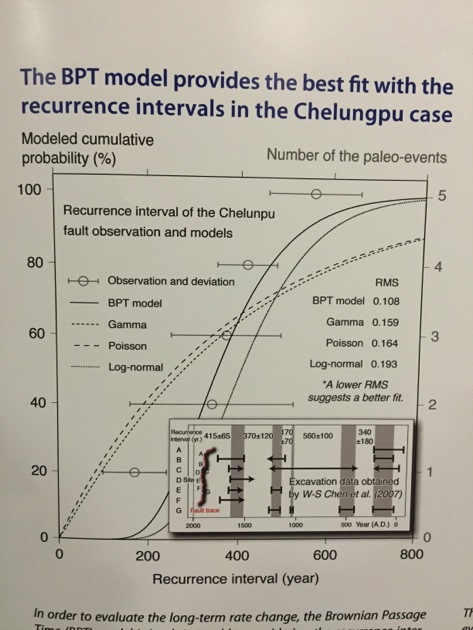 The BPT model provides the best fit with the
recurrence intervals in the Chelungpu case
Modeled cumulative
probability (%)
Number of the paleo-events
100
80
60
40
20
0
5
4
3
2
1
0
Recurrence interval of the Chelunpu
fault observation and models
Observation and deviation
BPT model
Gamma
Poisson
Log-normal
RMS
BPT model 0.108
Gamma 0.159
Poisson 0.164
Log-normal 0.193
*A lower RMS
suggests a better fit.
Recurrence
interval (yr.)
415±65
370±120
170
±70
560±100
340
±180
A
B
C
D Site
E
F
G
A
B
C
D
E
F
G
Fault trace
Excavation data obtained
by W-S Chen et al. (2007)
2000
1500
1000
500
Year (A.D.)
0
0
200
400
600
800
Recurrence interval (year)
In order to evaluate the long-term rate change, the Brownian Passage